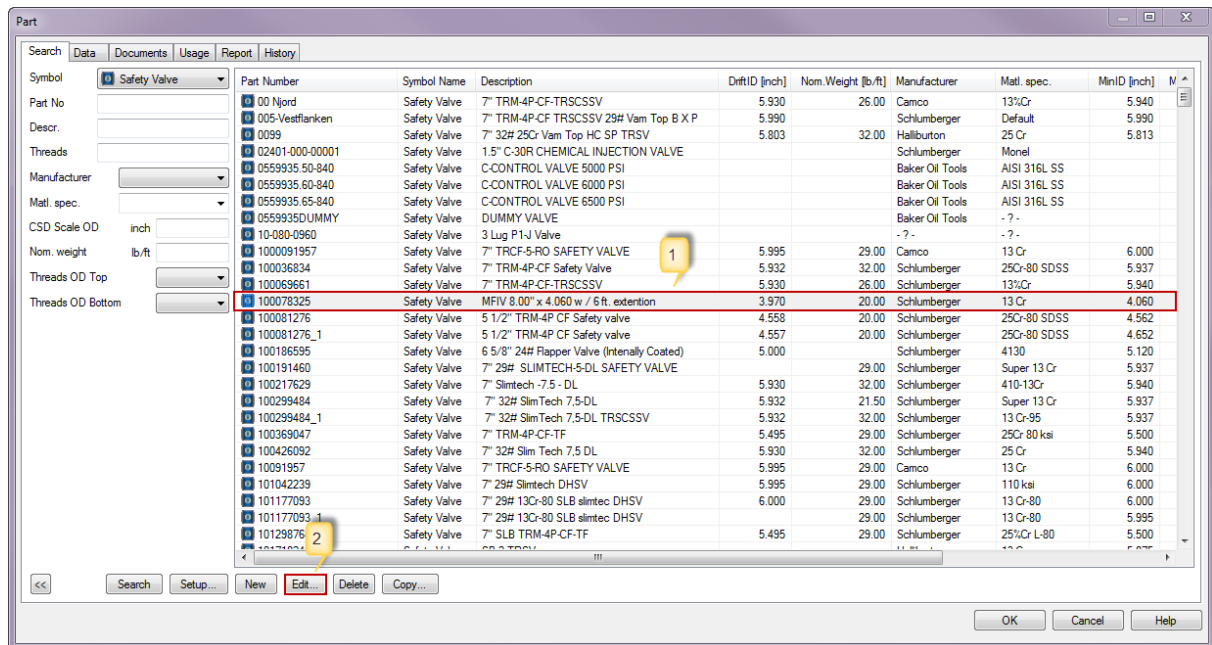 Part
Search Data Documents Usage Report History
Symbol Safety Valve
Part No
Descr.
Threads
Manufacturer
Matl. spec.
CSD Scale OD inch
Nom. weight lb/ft
Threads OD Top
Threads OD Bottom
Part Number Symbol Name Description DriftID [inch] Nom.Weight [lb/ft] Manufacturer Matl. spec. MinID [inch] M
00 Njord Safety Valve 7" TRM-4P-CF-TRSCSSV 5.930 26.00 Camco 13%Cr 5.940
005-Vestflanken Safety Valve 7" TRM-4P-CF TRSCSSV 29# Vam Top B X P 5.990 Schlumberger Default 5.990
0099 Safety Valve 7" 32# 25Cr Vam Top HC SP TRSV 5.803 32.00 Halliburton 25 Cr 5.813
02401-000-00001 Safety Valve 1.5" C-30R CHEMICAL INJECTION VALVE Schlumberger Monel
0559935.50-840 Safety Valve C-CONTROL VALVE 5000 PSI Baker Oil Tools AISI 316L SS
0559935.60-840 Safety Valve C-CONTROL VALVE 6000 PSI Baker Oil Tools AISI 316L SS
0559935.65-840 Safety Valve C-CONTROL VALVE 6500 PSI Baker Oil Tools AISI 316L SS
0559935DUMMY Safety Valve DUMMY VALVE Baker Oil Tools - ? -
10-080-0960 Safety Valve 3 Lug P1-J Valve - ? - - ? -
1000091957 Safety Valve 7" TRCF-5-RO SAFETY VALVE 5.995 29.00 Camco 13 Cr 6.000
1
100036834 Safety Valve 7" TRM-4P-CF Safety Valve 5.932 32.00 Schlumberger 25Cr-80 SDSS 5.937
100069661 Safety Valve 7" TRM-4P-CF-TRSCSSV 5.930 26.00 Schlumberger 13%Cr 5.940
100078325 Safety Valve MFIV 8.00" x 4.060 w / 6 ft. extention 3.970 20.00 Schlumberger 13 Cr 4.060
100081276 Safety Valve 5 1/2" TRM-4P CF Safety valve 4.558 20.00 Schlumberger 25Cr-80 SDSS 4.562
100081276_1 Safety Valve 5 1/2" TRM-4P CF Safety valve 4.557 20.00 Schlumberger 25Cr-80 SDSS 4.652
100186595 Safety Valve 6 5/8" 24# Flapper Valve (Intenally Coated) 5.000 Schlumberger 4130 5.120
100191460 Safety Valve 7" 29# SLIMTECH-5-DL SAFETY VALVE 29.00 Schlumberger Super 13 Cr 5.937
100217629 Safety Valve 7" Slimtech -7.5 - DL 5.930 32.00 Schlumberger 410-13Cr 5.940
100299484 Safety Valve 7" 32# SlimTech 7,5-DL 5.932 21.50 Schlumberger Super 13 Cr 5.937
100299484_1 Safety Valve 7" 32# SlimTech 7,5-DL TRSCSSV 5.932 32.00 Schlumberger 13 Cr-95 5.937
100369047 Safety Valve 7" TRM-4P-CF-TF 5.495 29.00 Schlumberger 25Cr 80 ksi 5.500
100426092 Safety Valve 7" 32# Slim Tech 7,5 DL 5.930 32.00 Schlumberger 25 Cr 5.940
10091957 Safety Valve 7" TRCF-5-RO SAFETY VALVE 5.995 29.00 Camco 13 Cr 6.000
101042239 Safety Valve 7" 29# Slimtech DHSV 5.995 29.00 Schlumberger 110 ksi 6.000
101177093 Safety Valve 7" 29# 13Cr-80 SLB slimtec DHSV 6.000 29.00 Schlumberger 13 Cr-80 6.000
101177093_1 Safety Valve 7" 29# 13Cr-80 SLB slimtec DHSV 29.00 Schlumberger 13 Cr-80 5.995
10129876 Safety Valve 7" SLB TRM-4P-CF-TF 5.495 29.00 Schlumberger 25%Cr L-80 5.500
2
<< Search Setup... New Edit... Delete Copy...
OK Cancel Help